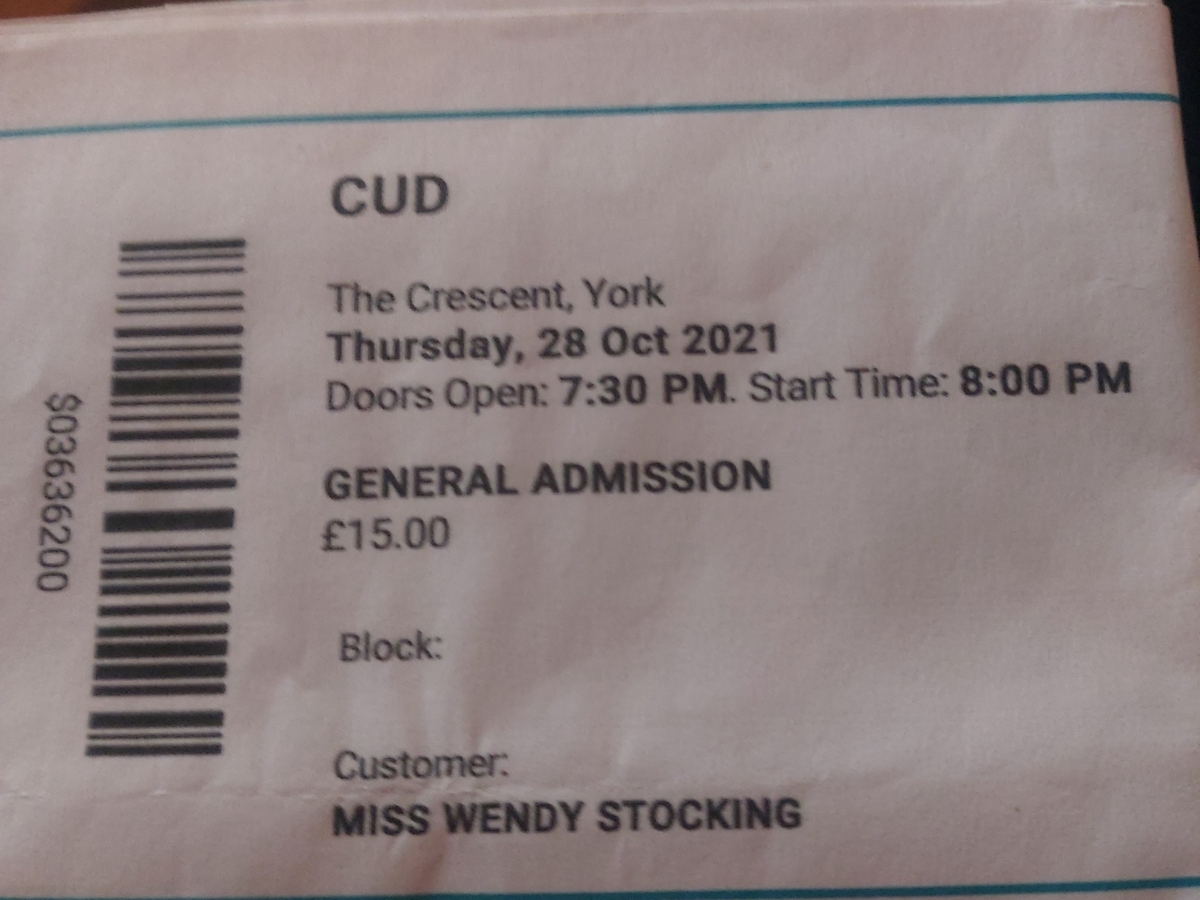 CUD
The Crescent, York
Thursday, 28 Oct 2021
Doors Open: 7:30 PM. Start Time: 8:00 PM
GENERAL ADMISSION
£15.00
Block:
Customer:
MISS WENDY STOCKING
S03636200